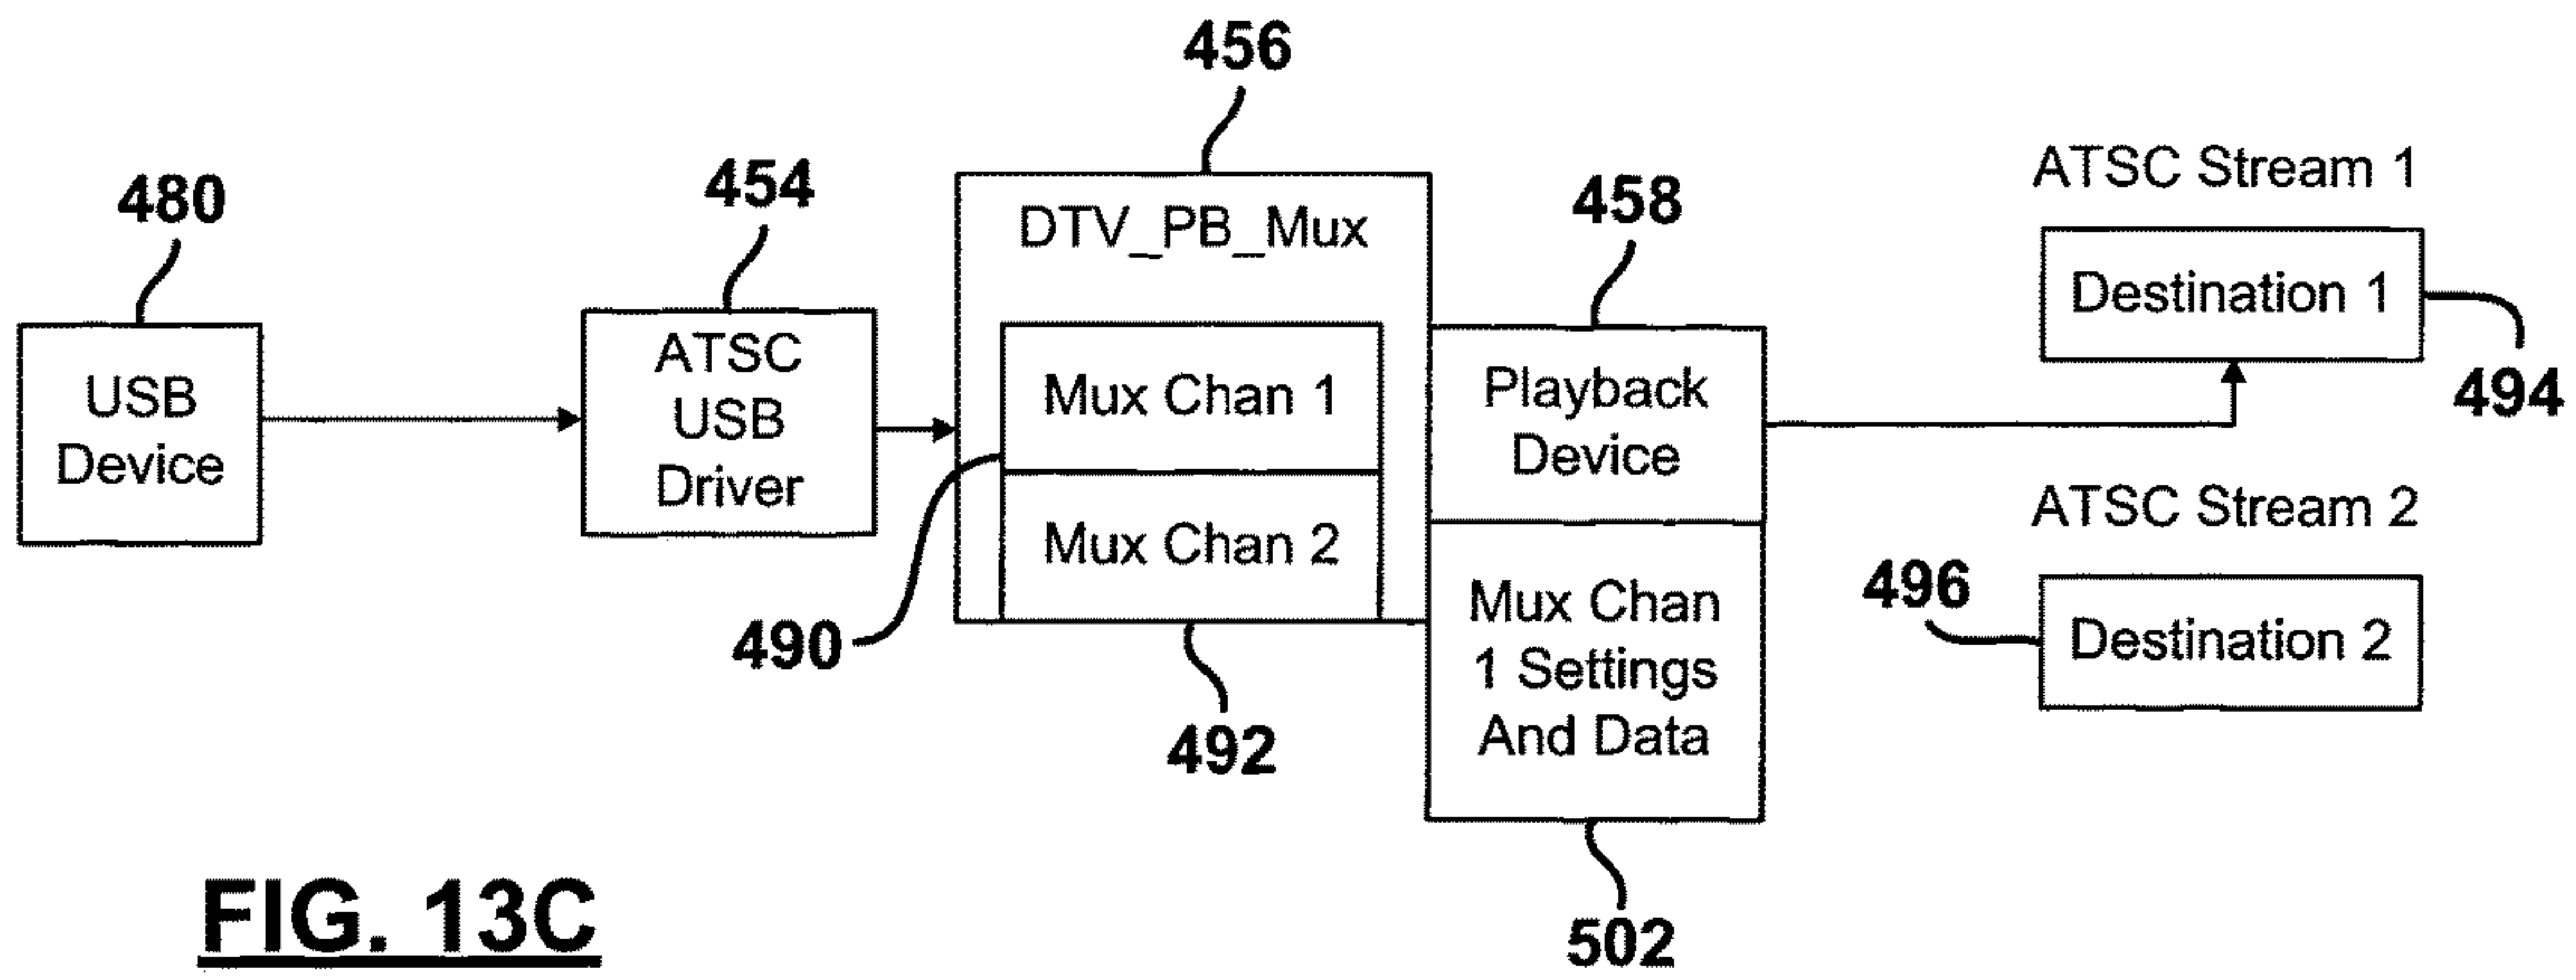 456
480
454
DTV_PB_Mux
458
ATSC Stream 1
USB
Device
ATSC
USB
Driver
Mux Chan 1
Mux Chan 2
Playback
Device
Destination 1
494
ATSC Stream 2
490
492
Mux Chan
1 Settings
And Data
496
Destination 2
502
FIG. 13C